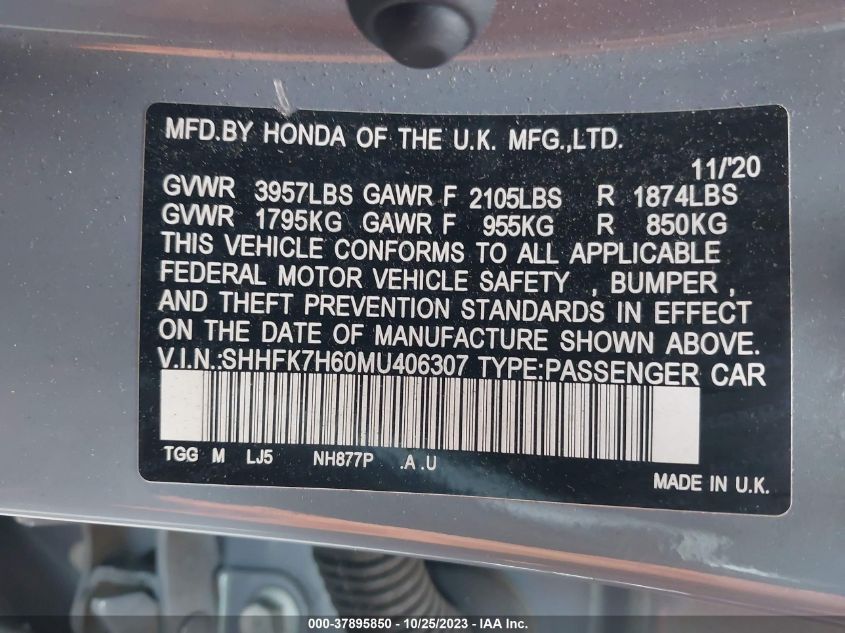 MFD.BY HONDA OF THE U.K. MFG.,LTD.
11/'20
GVWR 3957LBS GAWR F 2105LBS R 1874LBS
GVWR 1795KG GAWR F 955KG R 850KG
THIS VEHICLE CONFORMS TO ALL APPLICABLE
FEDERAL MOTOR VEHICLE SAFETY , BUMPER ,
AND THEFT PREVENTION STANDARDS IN EFFECT
ON THE DATE OF MANUFACTURE SHOWN ABOVE.
V.I.N.:SHHFK7H60MU406307 TYPE:PASSENGER CAR
TGG M LJ5 NH877P .A .U
MADE IN U.K.
000-37895850 - 10/25/2023 - IAA Inc.